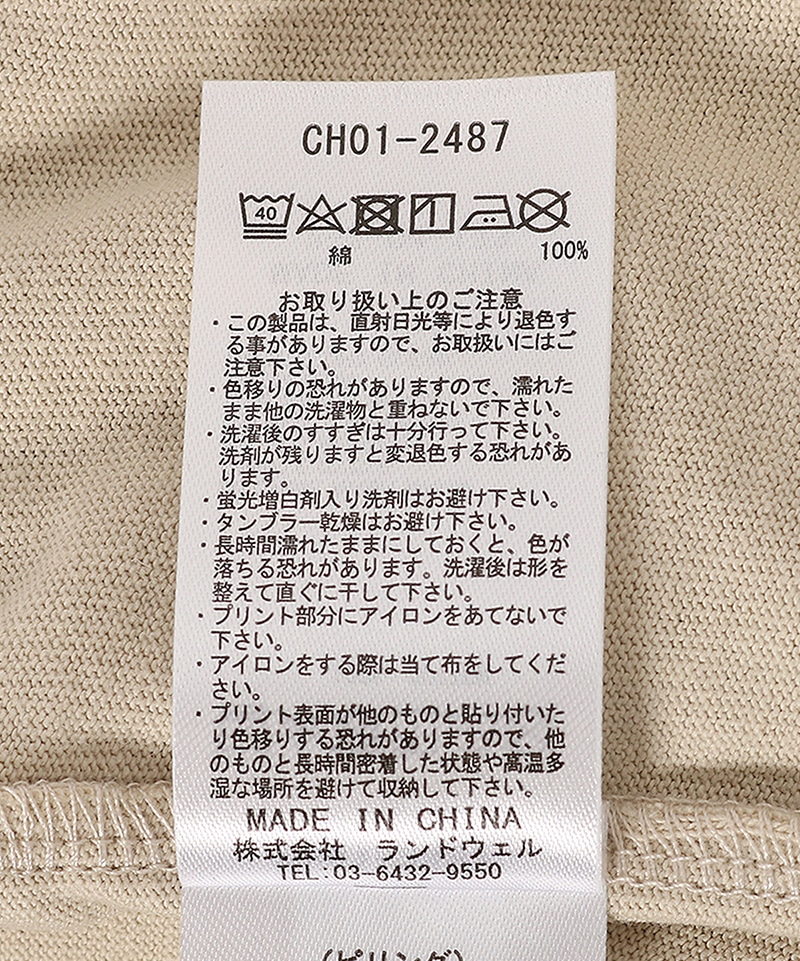 CH01-2487
40
綿 100%
お取り扱い上のご注意
・この製品は、直射日光等により退色す
る事がありますので、お取扱いにはご
注意下さい。
・色移りの恐れがありますので、濡れた
まま他の洗濯物と重ねないで下さい。
・洗濯後のすすぎは十分行って下さい。
洗剤が残りますと変退色する恐れがあ
ります。
・蛍光増白剤入り洗剤はお避け下さい。
・タンブラー乾燥はお避け下さい。
・長時間濡れたままにしておくと、色が
落ちる恐れがあります。洗濯後は形を
整えて直ぐに干して下さい。
・プリント部分にアイロンをあてないで
下さい。
・アイロンをする際は当て布をしてくだ
さい。
・プリント表面が他のものと貼り付いた
り色移りする恐れがありますので、他
のものと長時間密着した状態や高温多
湿な場所を避けて収納して下さい。
MADE IN CHINA
株式会社 ランドウェル
TEL:03-6432-9550
(ピリング)